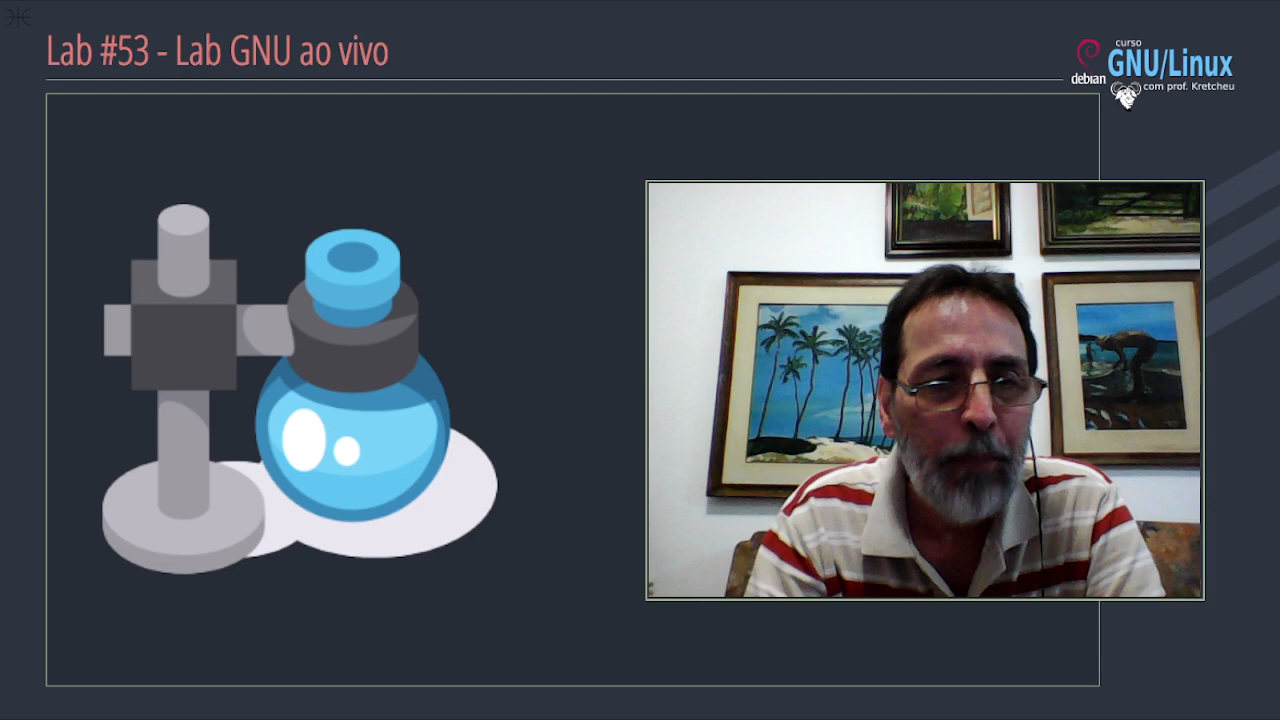 Lab #53 - Lab GNU ao vivo
curso
GNU/Linux
debian
com prof. Kretcheu